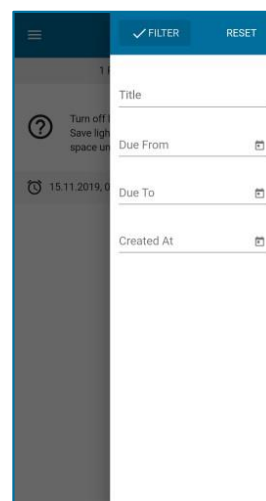 FILTER
RESET
1
Title
Turn off
Save ligh
space un
Due From
15.11.2019, 0
Due To
Created At